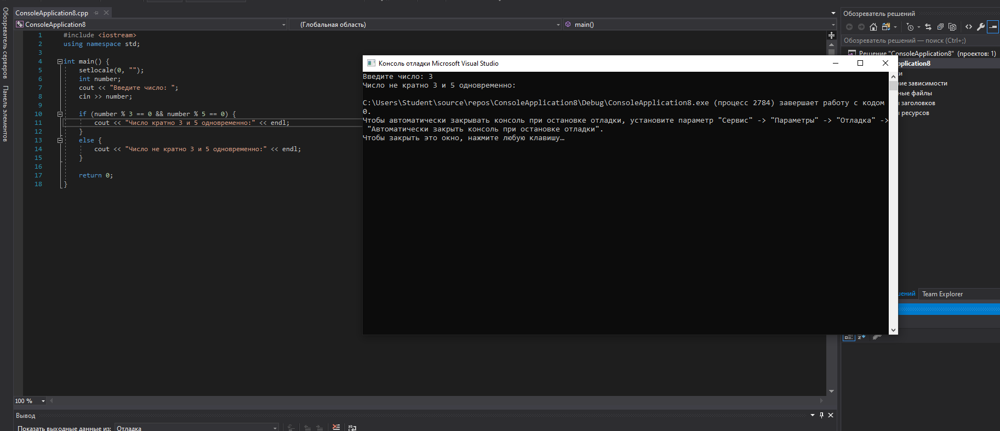 Обозреватель серверов
Панель элементов
ConsoleApplication8.cpp
ConsoleApplication8
(Глобальная область)
main()
1 #include <iostream>
2 using namespace std;
3
4 int main() {
5 setlocale(0, "");
6 int number;
7 cout << "Введите число: ";
8 cin >> number;
9
10 if (number % 3 == 0 && number % 5 == 0) {
11 cout << "Число кратно 3 и 5 одновременно:" << endl;
12 }
13 else {
14 cout << "Число не кратно 3 и 5 одновременно:" << endl;
15 }
16
17 return 0;
18 }
Консоль отладки Microsoft Visual Studio
Введите число: 3
Число не кратно 3 и 5 одновременно:
C:\Users\Student\source\repos\ConsoleApplication8\Debug\ConsoleApplication8.exe (процесс 2784) завершает работу с кодом
0.
Чтобы автоматически закрывать консоль при остановке отладки, установите параметр "Сервис" -> "Параметры" -> "Отладка" ->
"Автоматически закрыть консоль при остановке отладки".
Чтобы закрыть это окно, нажмите любую клавишу…
Обозреватель решений
Обозреватель решений — поиск (Ctrl+;)
Решение "ConsoleApplication8" (проектов: 1)
plication8
ки
ние зависимости
ные файлы
заголовков
ресурсов
ений
Team Explorer
100 %
Вывод
Показать выходные данные из:
Отладка